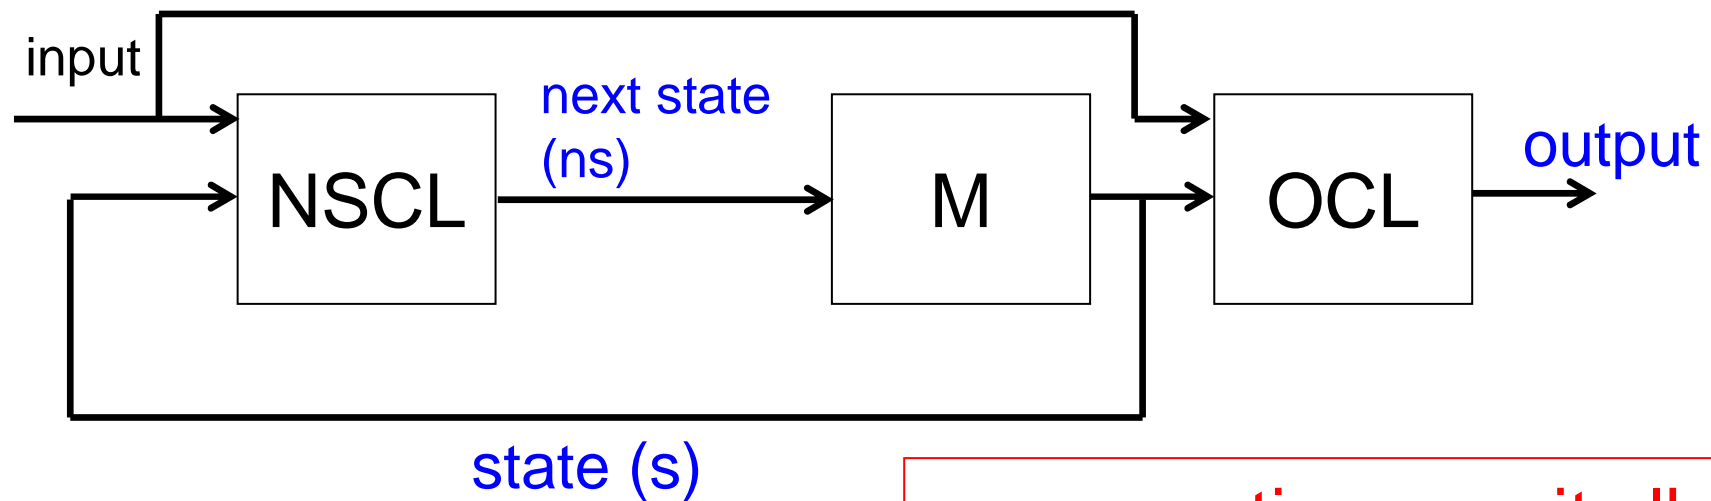 input
next state
(ns)
output
NSCL
M
OCL
state (s)